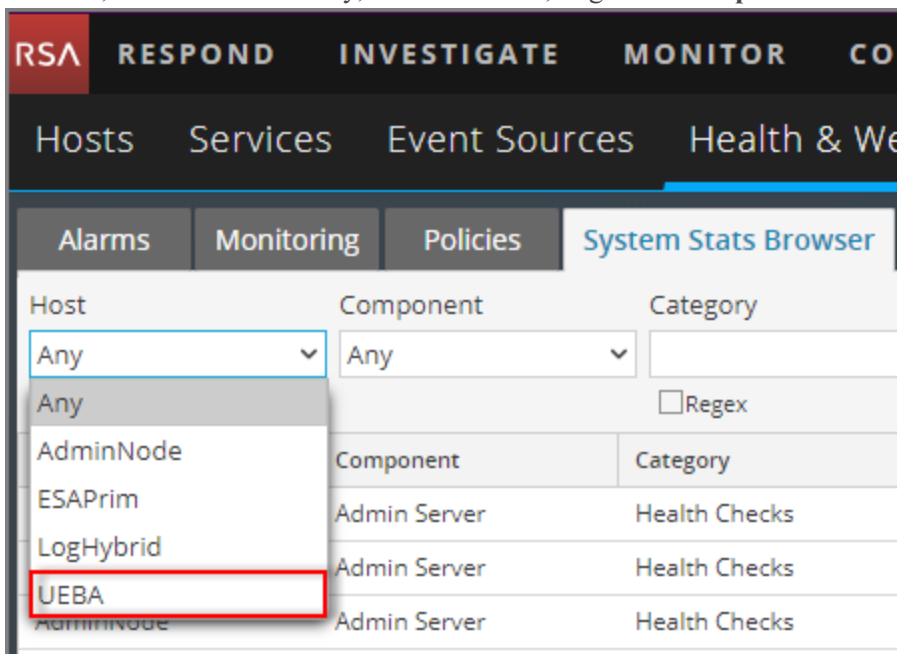 RSA RESPOND INVESTIGATE MONITOR CO
Hosts Services Event Sources Health & We
Alarms Monitoring Policies System Stats Browser
Host Component Category
Any Any
Any Regex
AdminNode Component Category
ESAPrim Admin Server Health Checks
LogHybrid Admin Server Health Checks
UEBA
AdminNode Admin Server Health Checks